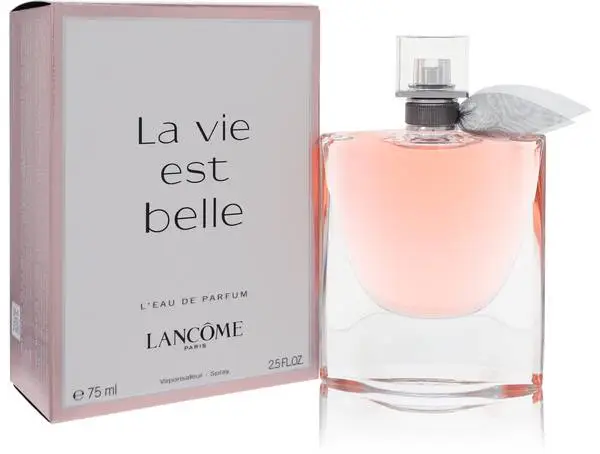 La vie
est
belle
L'EAU DE PARFUM
LANCÔME
PARIS
Vaporisateur / Spray
℮ 75 ml
2.5 FL.OZ.